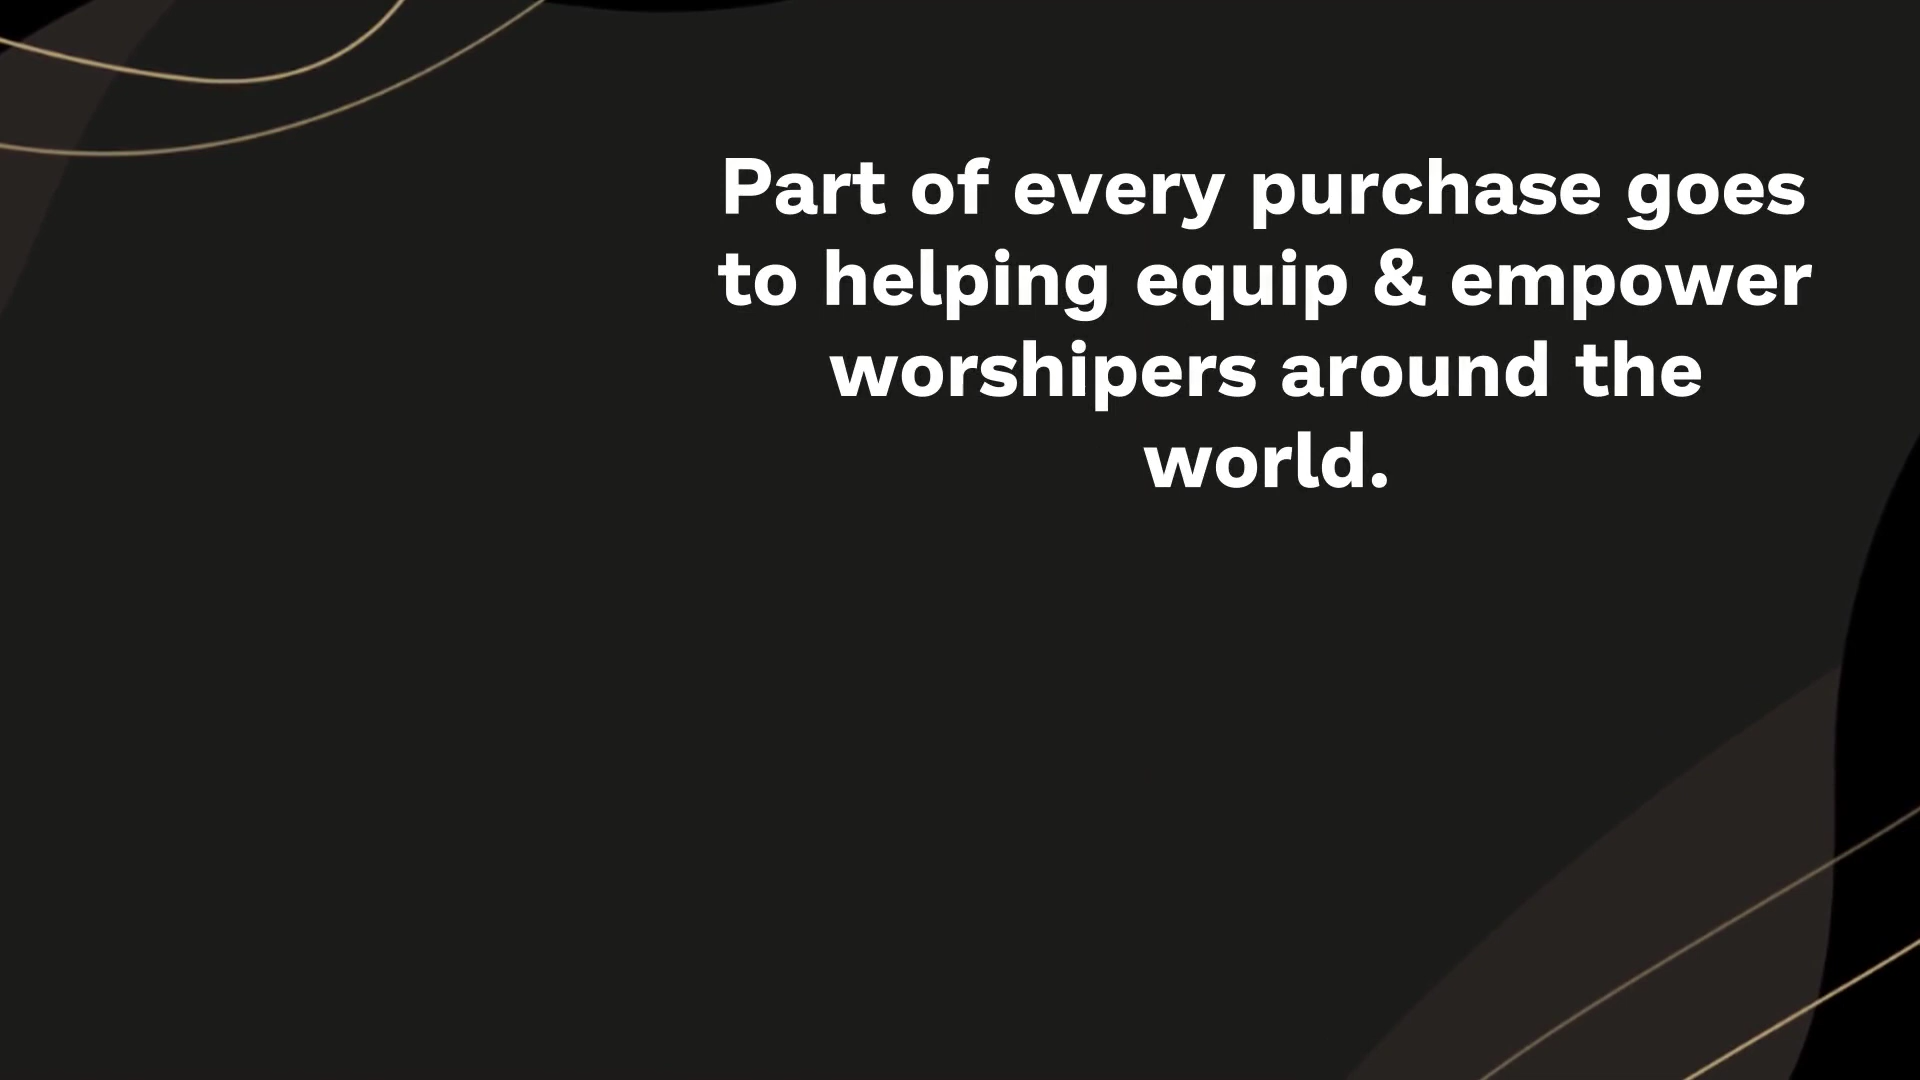 Part of every purchase goes
to helping equip & empower
worshipers around the
world.